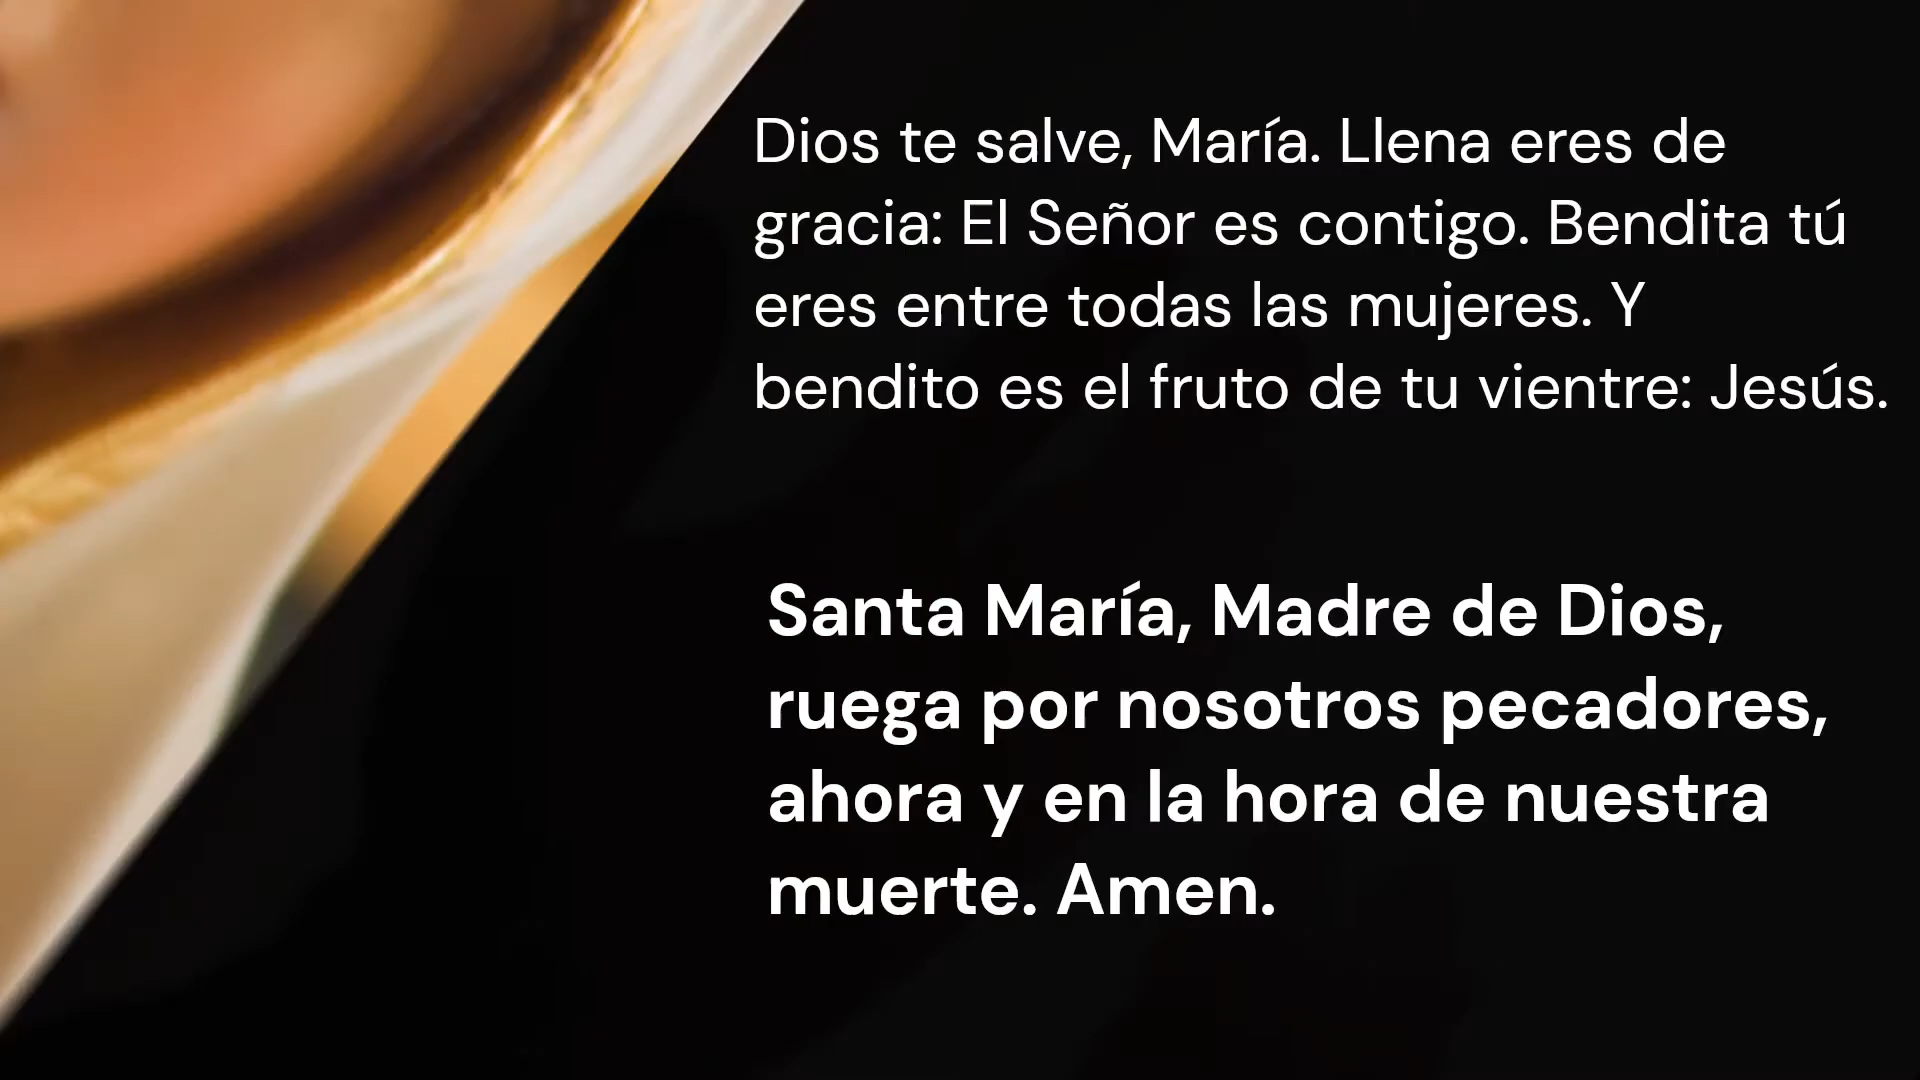 Dios te salve, María. Llena eres de
gracia: El Señor es contigo. Bendita tú
eres entre todas las mujeres. Y
bendito es el fruto de tu vientre: Jesús.
Santa María, Madre de Dios,
ruega por nosotros pecadores,
ahora y en la hora de nuestra
muerte. Amen.